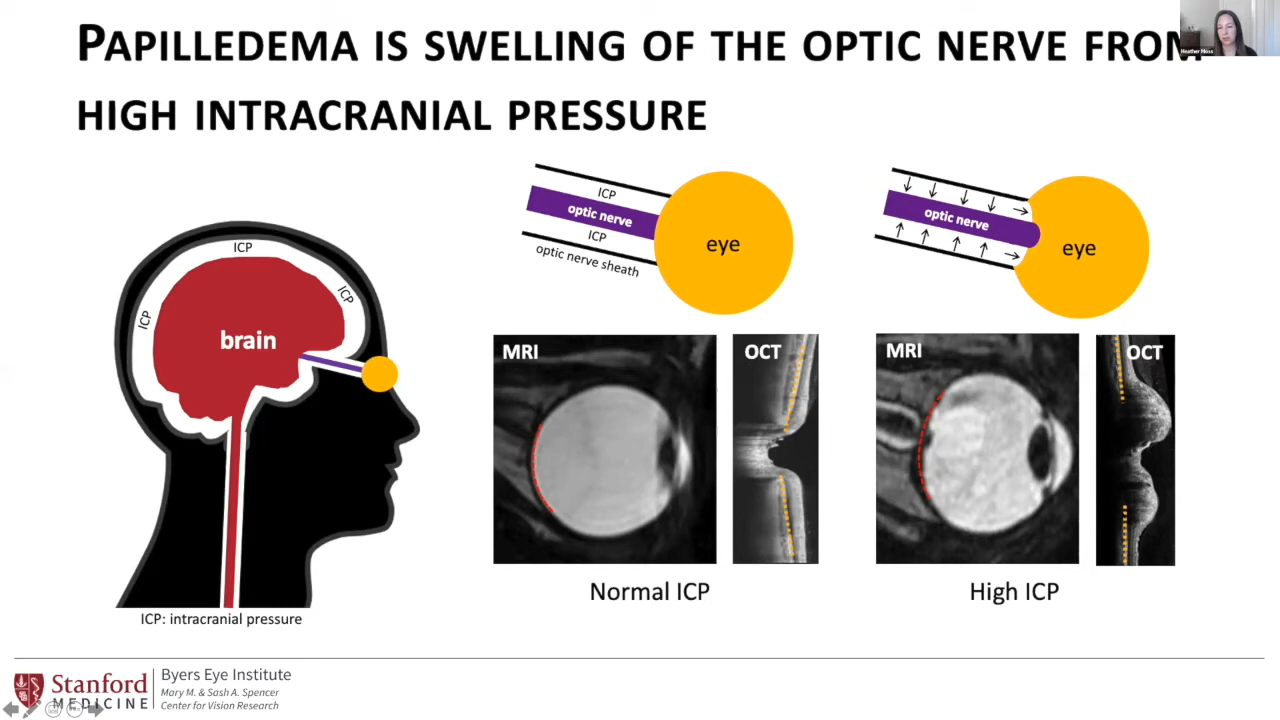 PAPILLEDEMA IS SWELLING OF THE OPTIC NERVE FROM
HIGH INTRACRANIAL PRESSURE
Heather Moss
ICP
ICP
ICP
brain
ICP: intracranial pressure
ICP
optic nerve
ICP
optic nerve sheath
eye
optic nerve
eye
MRI
OCT
MRI
OCT
Normal ICP
High ICP
Stanford
MEDICINE
Byers Eye Institute
Mary M. & Sash A. Spencer
Center for Vision Research